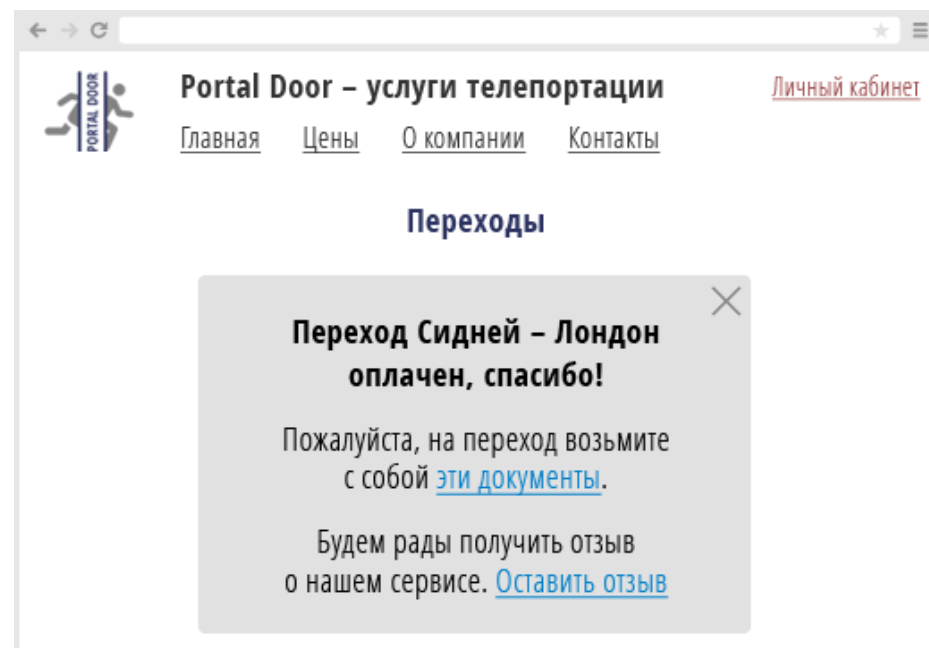 PORTAL DOOR
Portal Door – услуги телепортации
Личный кабинет
Главная Цены О компании Контакты
Переходы
Переход Сидней – Лондон
оплачен, спасибо!
Пожалуйста, на переход возьмите
с собой эти документы.
Будем рады получить отзыв
о нашем сервисе. Оставить отзыв